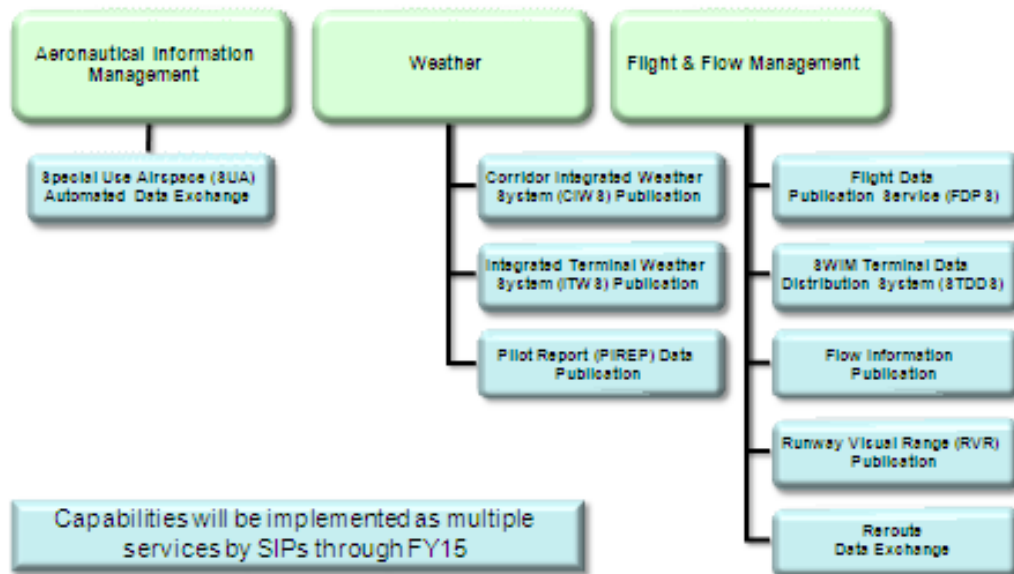 Aeronautical Information
Management
Weather
Flight & Flow Management
Special Use Airspace (SUA)
Automated Data Exchange
Corridor Integrated Weather
System (CIWS) Publication
Integrated Terminal Weather
System (ITWS) Publication
Pilot Report (PIREP) Data
Publication
Flight Data
Publication Service (FDPS)
SWIM Terminal Data
Distribution System (STDDS)
Flow Information
Publication
Runway Visual Range (RVR)
Publication
Reroute
Data Exchange
Capabilities will be implemented as multiple
services by SIPs through FY15